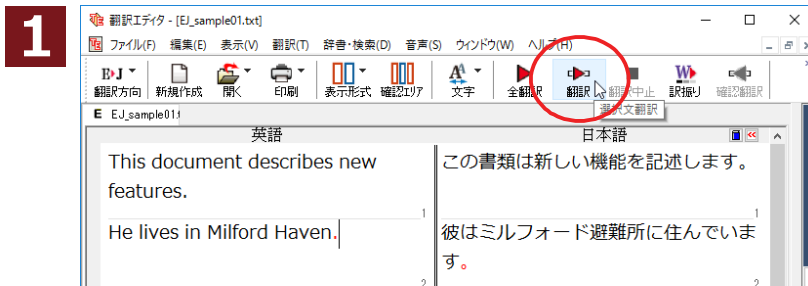 1
翻訳エディタ - [EJ_sample01.txt]
ファイル(F) 編集(E) 表示(V) 翻訳(T) 辞書・検索(D) 音声(S) ウィンドウ(W) ヘルプ(H)
E▸J
翻訳方向 新規作成 開く 印刷 表示形式 確認エリア 文字 全翻訳 翻訳 翻訳中止 訳振り 確認翻訳
選択文翻訳
E EJ_sample01.t
英語 日本語
This document describes new
features.
1
この書類は新しい機能を記述します。
1
He lives in Milford Haven.
2
彼はミルフォード避難所に住んでいま
す。
2